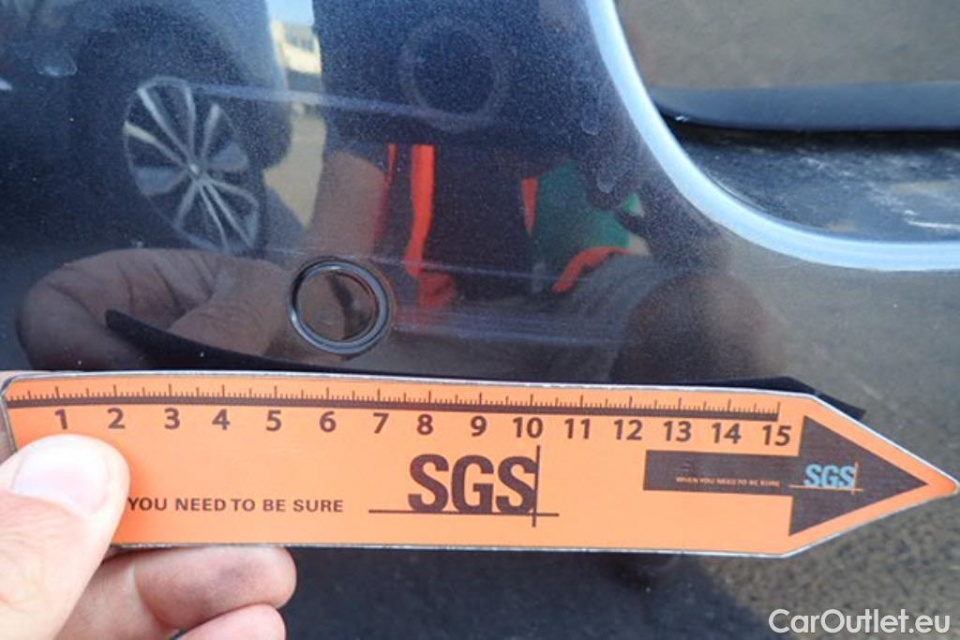 1 2 3 4 5 6 7 8 9 10 11 12 13 14 15
WHEN YOU NEED TO BE SURE SGS
YOU NEED TO BE SURE SGS
CarOutlet.eu